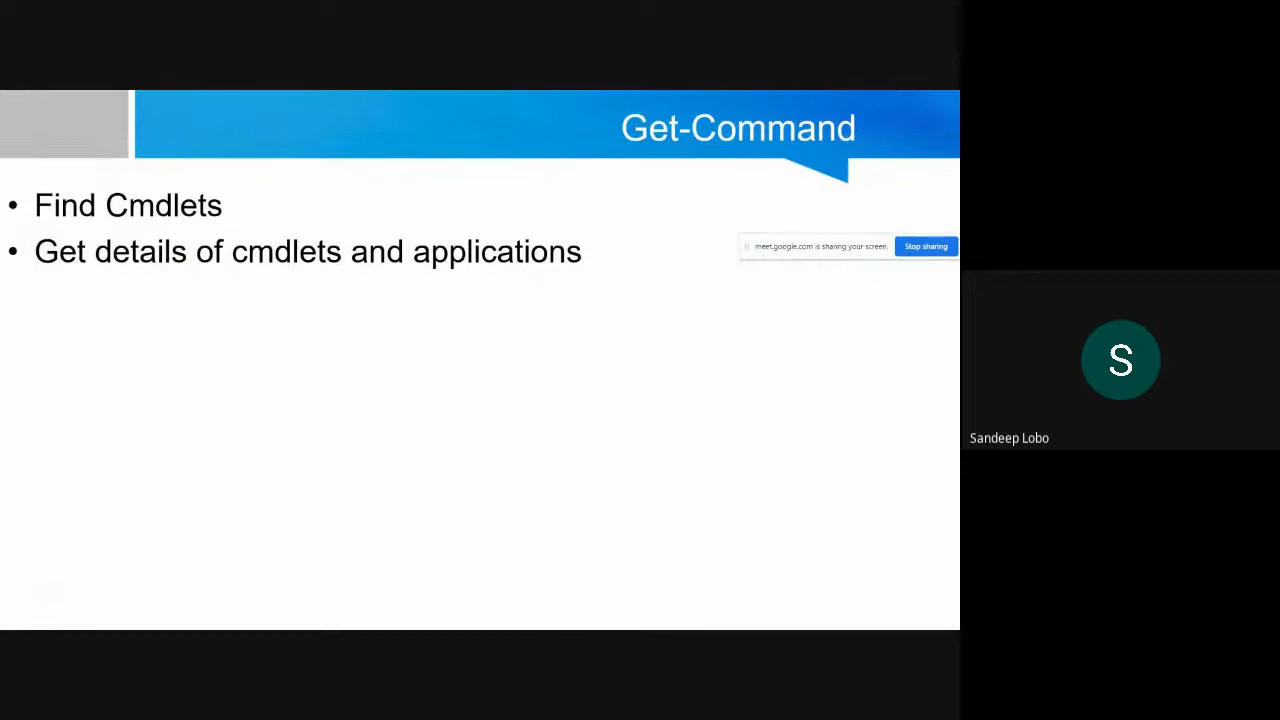 Get-Command
• Find Cmdlets
• Get details of cmdlets and applications
meet.google.com is sharing your screen.
Stop sharing
S
Sandeep Lobo